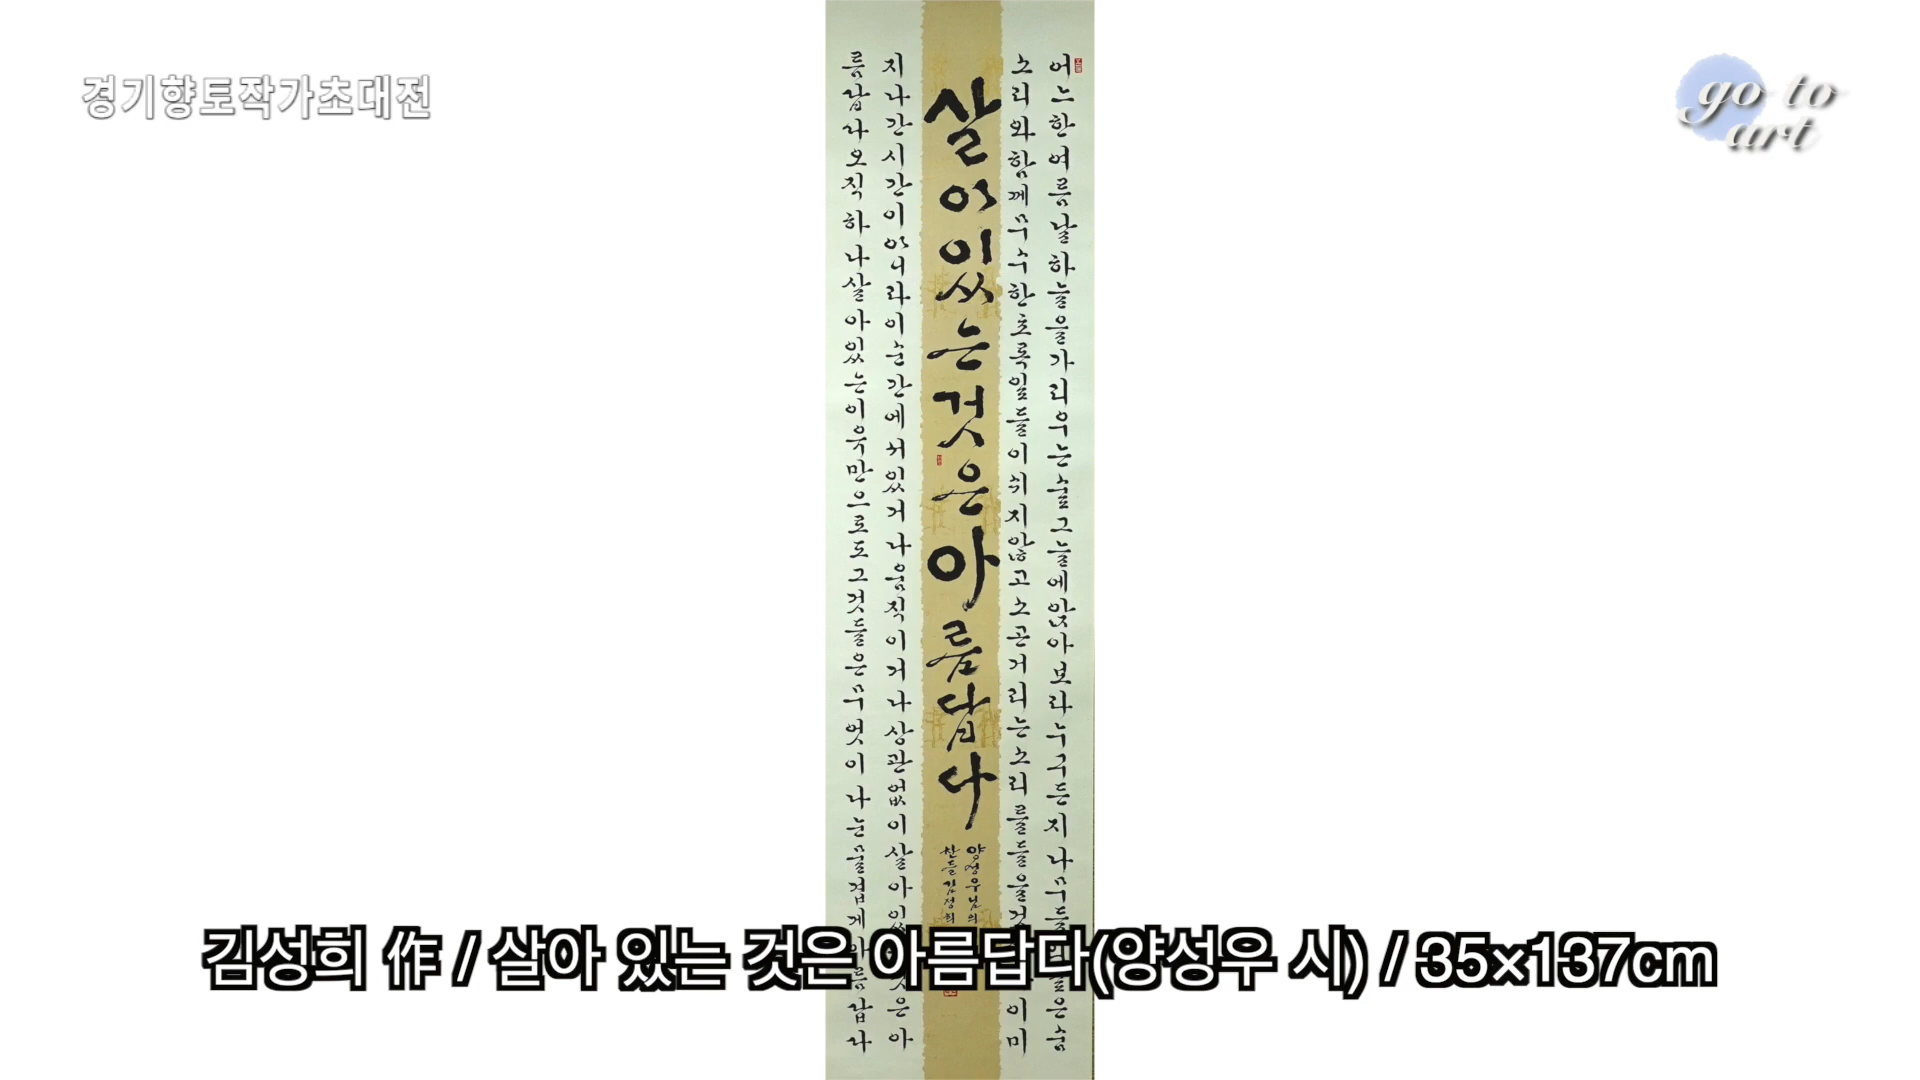 경기향토작가초대전
go to
art
어느한여름날하늘을가리우는숲그늘에앉아보라누구든지나무들 은숨
소리와함께무수한초록잎들이쉬지않고소곤거리는소리를들을것 이미
살아있는것은아름답다
양성우님의
지나간시간이아니라이순간에서있거나움직이거나상관없이살아있는것은아
름답다오직하나살아있는이유만으로도그것들은무엇이나눈물겹게아름답다
김성희 作 / 살아 있는 것은 아름답다(양성우 시) / 35×137cm